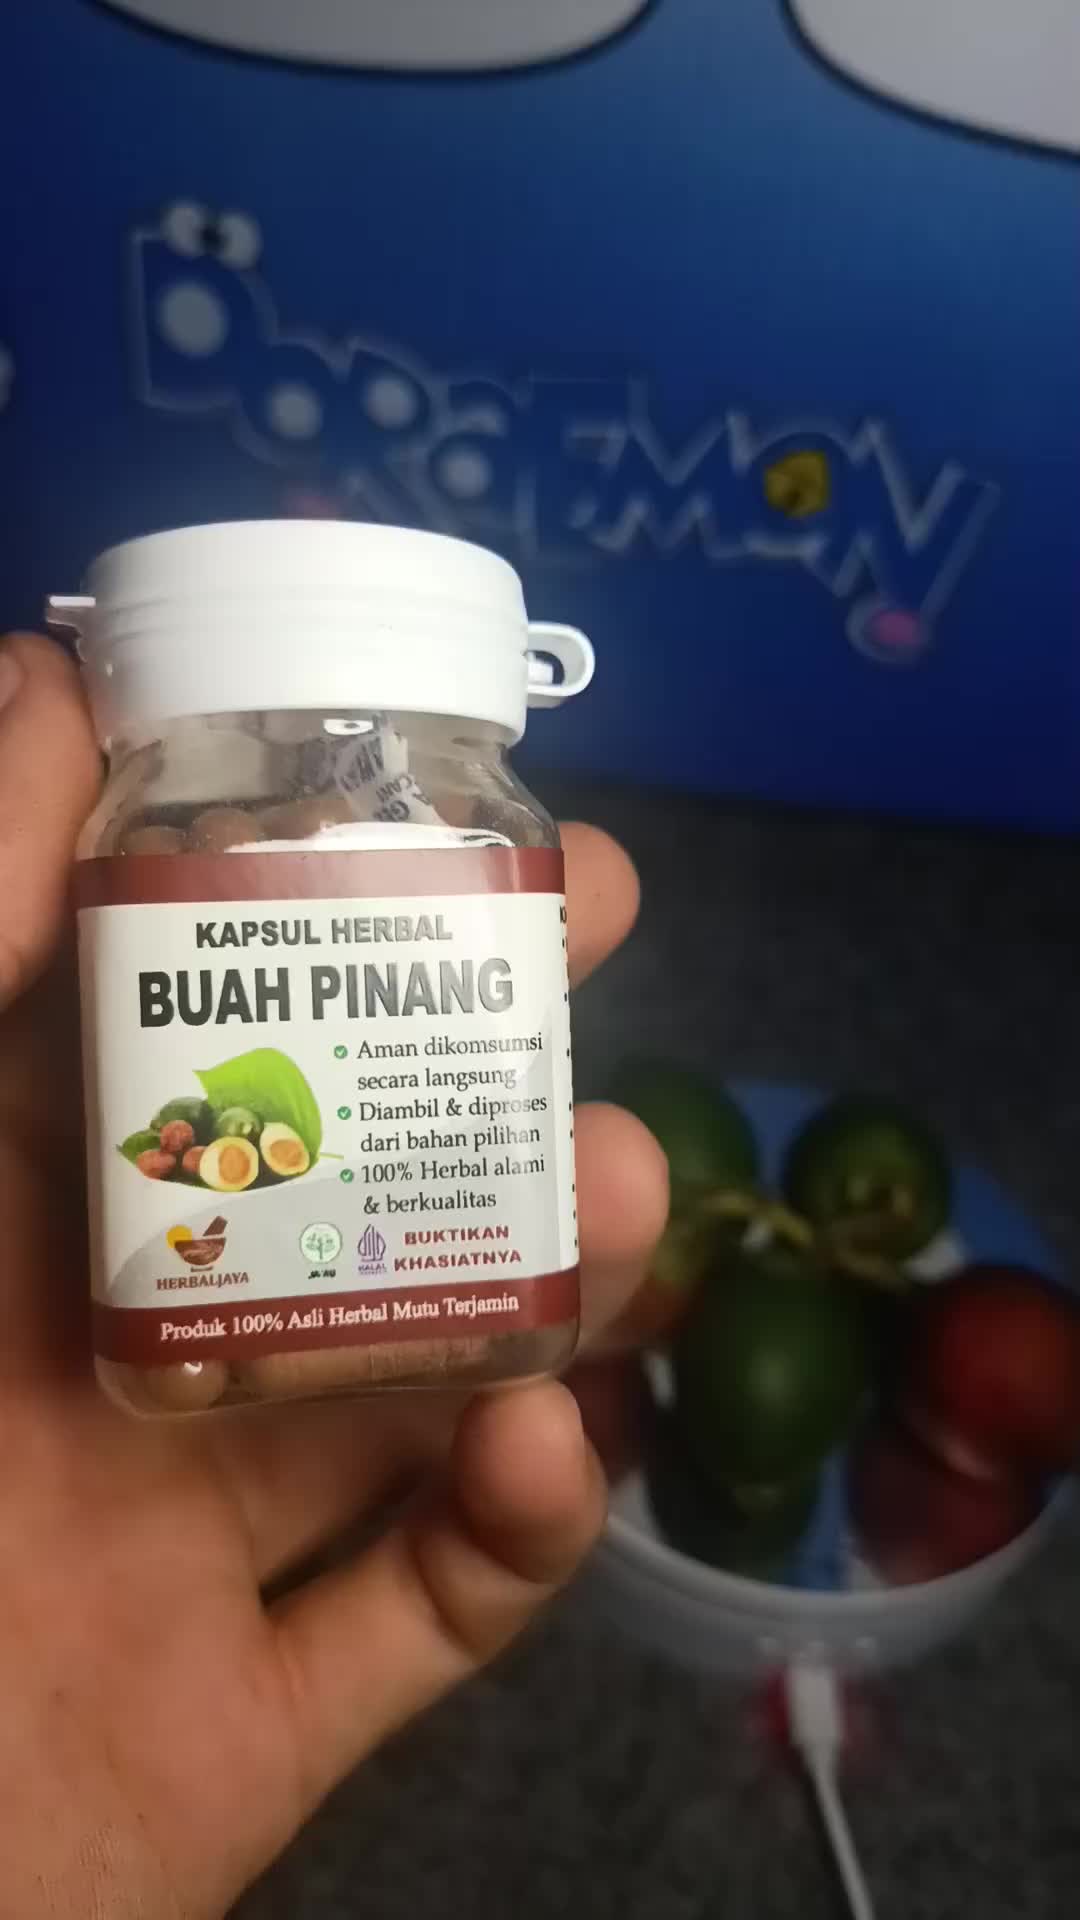 DORAEMON
KAPSUL HERBAL
BUAH PINANG
Aman dikomsumsi
secara langsung
Diambil & diproses
dari bahan pilihan
100% Herbal alami
& berkualitas
BUKTIKAN
KHASIATNYA
HERBALJAYA
HALAL
Produk 100% Asli Herbal Mutu Terjamin